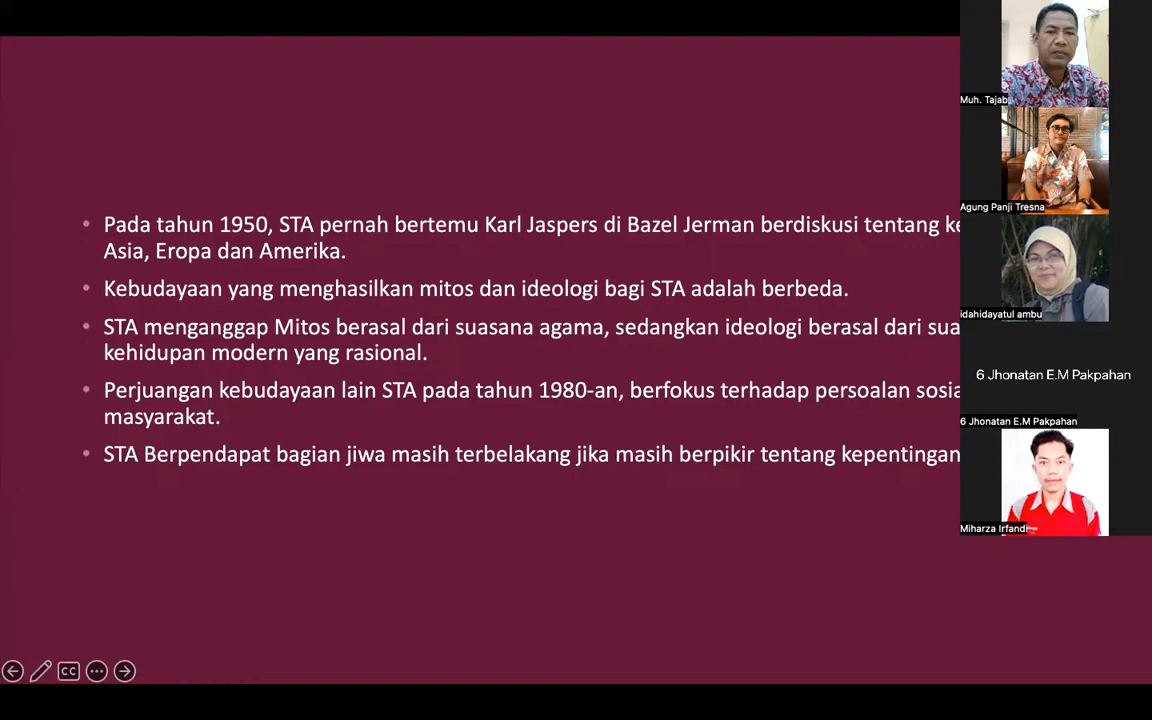 Pada tahun 1950, STA pernah bertemu Karl Jaspers di Bazel Jerman berdiskusi tentang
Asia, Eropa dan Amerika.
Kebudayaan yang menghasilkan mitos dan ideologi bagi STA adalah berbeda.
STA menganggap Mitos berasal dari suasana agama, sedangkan ideologi berasal dari
kehidupan modern yang rasional.
Perjuangan kebudayaan lain STA pada tahun 1980-an, berfokus terhadap persoalan
masyarakat.
STA Berpendapat bagian jiwa masih terbelakang jika masih berpikir tentang kepentingan
Muh. Tajab
Agung Panji Tresna
idahidayatul ambu
6 Jhonatan E.M Pakpahan
6 Jhonatan E.M Pakpahan
Miharza Irfandi
CC